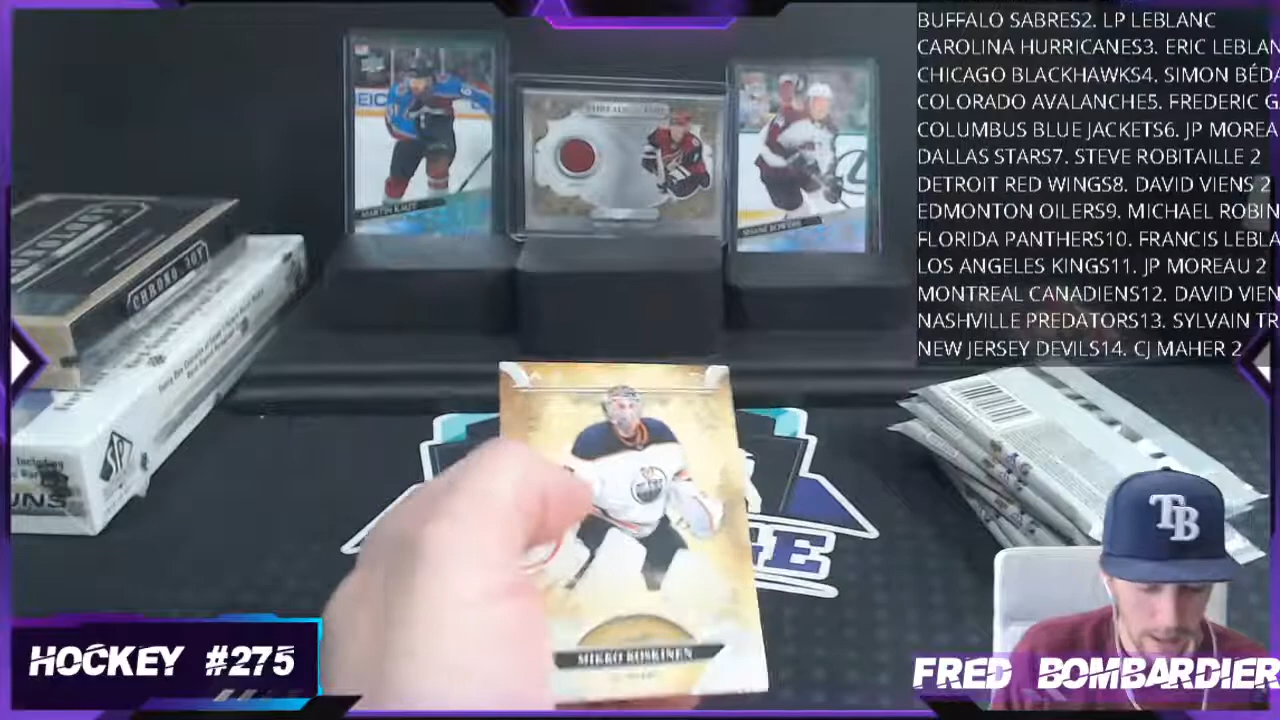 BUFFALO SABRES2. LP LEBLANC
CAROLINA HURRICANES3. ERIC LEBLAN
CHICAGO BLACKHAWKS4. SIMON BÉDA
COLORADO AVALANCHE5. FREDERIC G
COLUMBUS BLUE JACKETS6. JP MOREA
DALLAS STARS7. STEVE ROBITAILLE 2
DETROIT RED WINGS8. DAVID VIENS 2
EDMONTON OILERS9. MICHAEL ROBIN
FLORIDA PANTHERS10. FRANCIS LEBLA
LOS ANGELES KINGS11. JP MOREAU 2
MONTREAL CANADIENS12. DAVID VIEN
NASHVILLE PREDATORS13. SYLVAIN TR
NEW JERSEY DEVILS14. CJ MAHER 2
MARTIN KAUT
SHANE BOWERS
CHRONOLOGY
SP
MIKKO KOSKINEN
OILERS
TB
HOCKEY #275
FRED BOMBARDIER